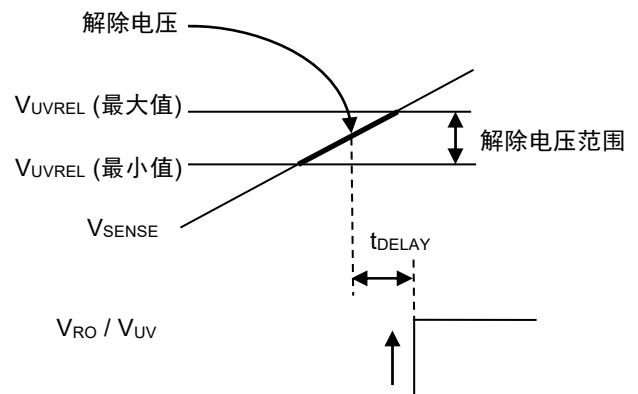 解除电压
VUVREL (最大值)
解除电压范围
VUVREL (最小值)
VSENSE
tDELAY
VRO / VUV